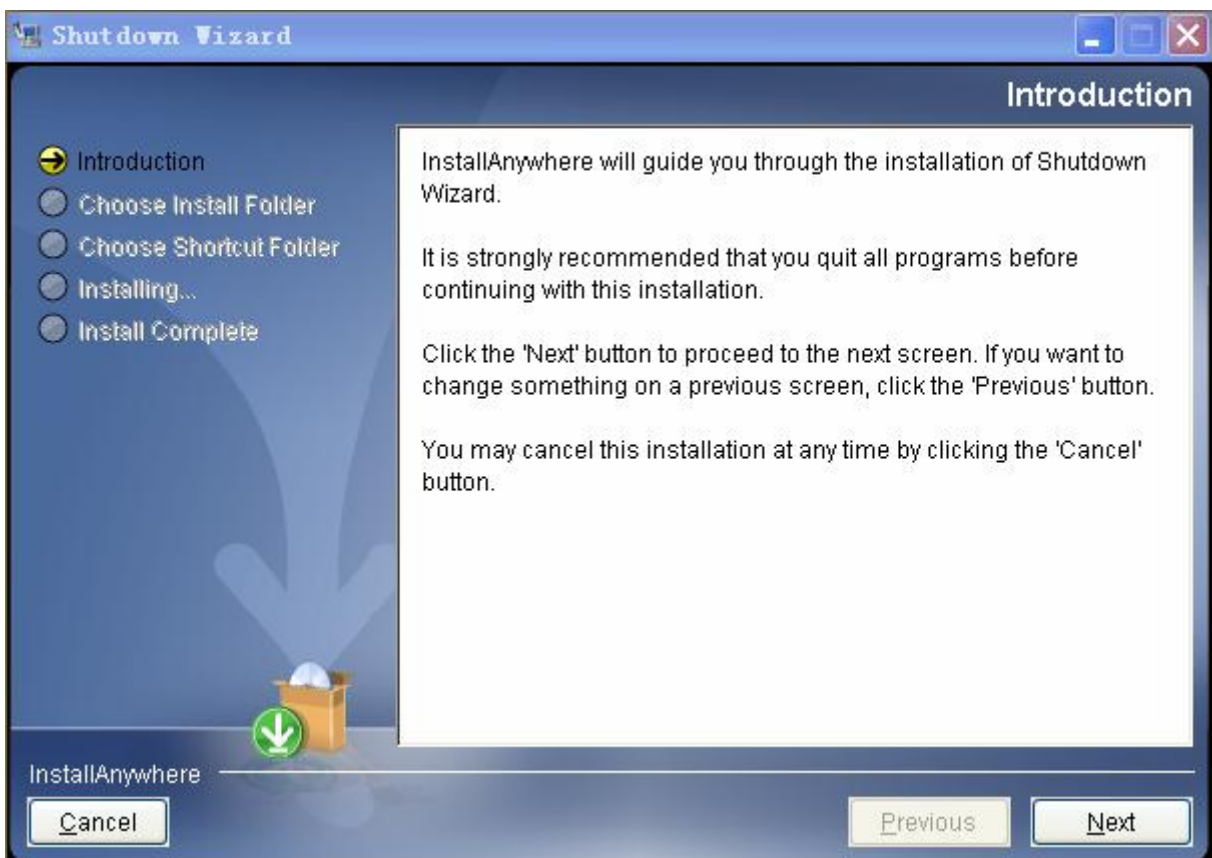 Shutdown Wizard
Introduction
Introduction
Choose Install Folder
Choose Shortcut Folder
Installing...
Install Complete
InstallAnywhere will guide you through the installation of Shutdown
Wizard.
It is strongly recommended that you quit all programs before
continuing with this installation.
Click the 'Next' button to proceed to the next screen. If you want to
change something on a previous screen, click the 'Previous' button.
You may cancel this installation at any time by clicking the 'Cancel'
button.
InstallAnywhere
Cancel
Previous
Next